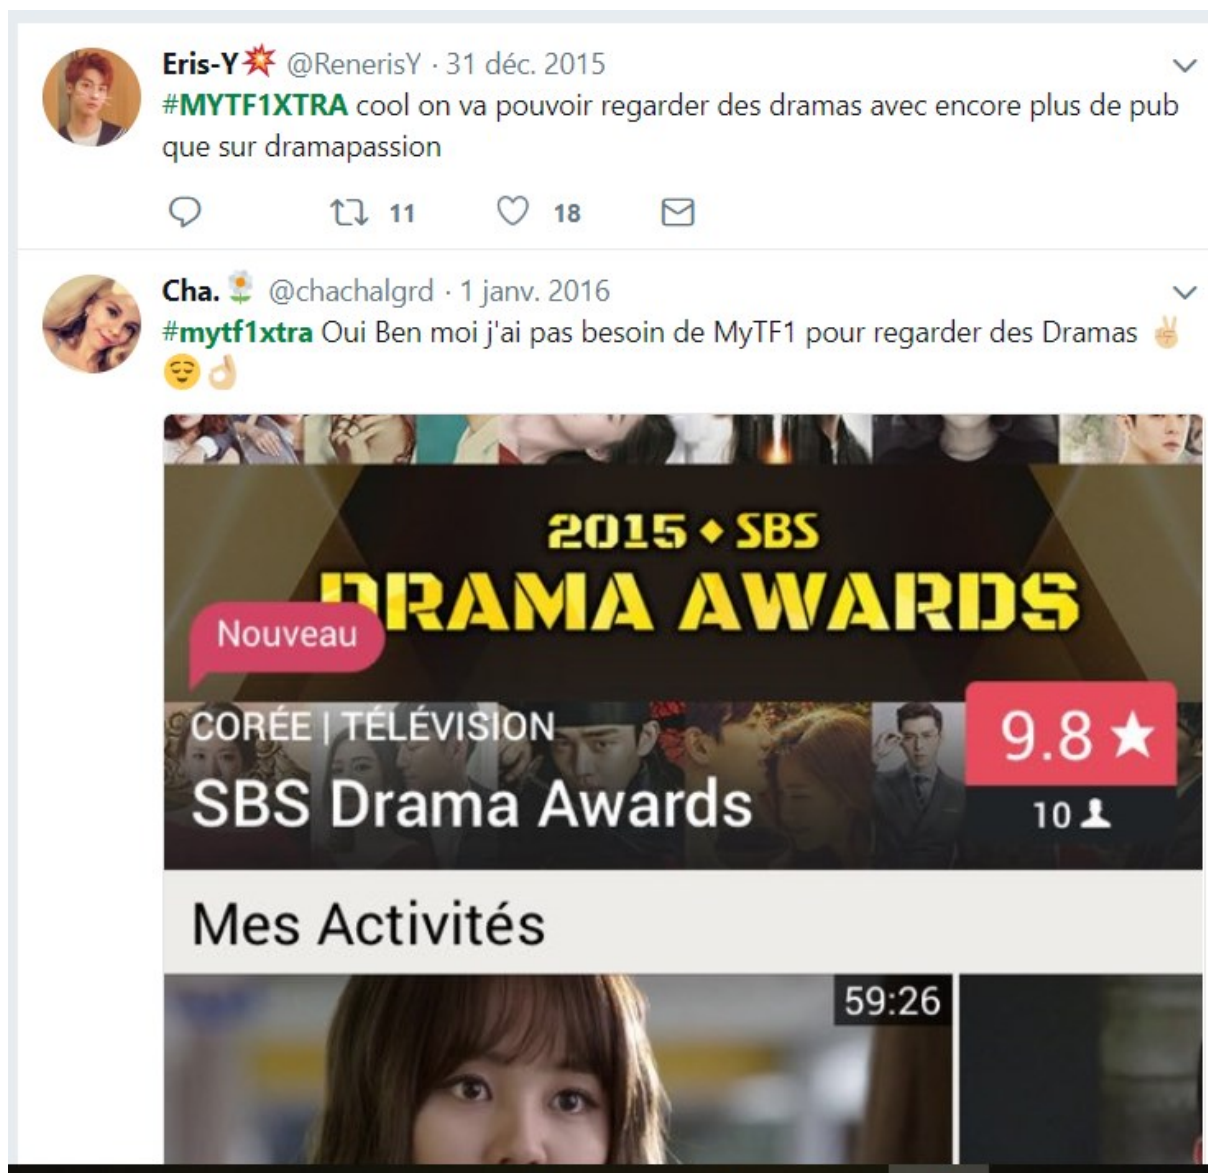 Eris-Y💥 @RenerisY · 31 déc. 2015
#MYTF1XTRA cool on va pouvoir regarder des dramas avec encore plus de pub
que sur dramapassion
11 18
Cha.🌼 @chachalgrd · 1 janv. 2016
#mytf1xtra Oui Ben moi j'ai pas besoin de MyTF1 pour regarder des Dramas ✌🏼
😌👌🏼
2015 ◆ SBS
DRAMA AWARDS
Nouveau
CORÉE | TÉLÉVISION
9.8 ★
SBS Drama Awards
10
Mes Activités
59:26